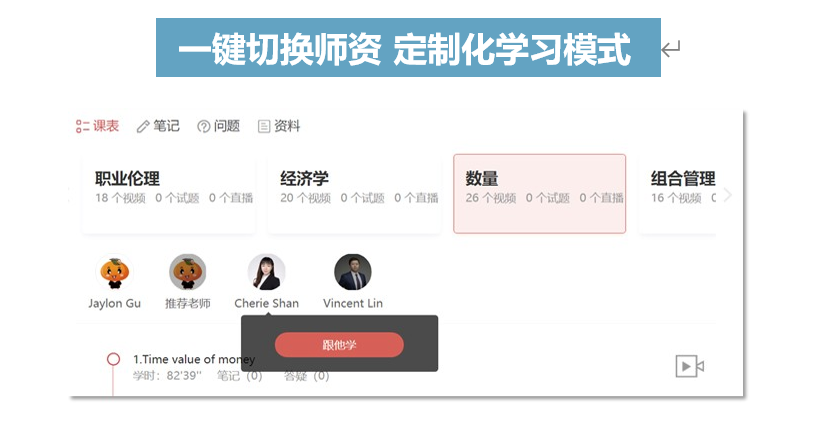 一键切换师资 定制化学习模式
课表 笔记 问题 资料
职业伦理 经济学 数量 组合管理
18 个视频 0 个试题 0 个直播 20 个视频 0 个试题 0 个直播 26 个视频 0 个试题 0 个直播 16 个视频 0
Jaylon Gu 推荐老师 Cherie Shan Vincent Lin
跟他学
1.Time value of money
学时：82'39'' 笔记（0） 答疑（0）